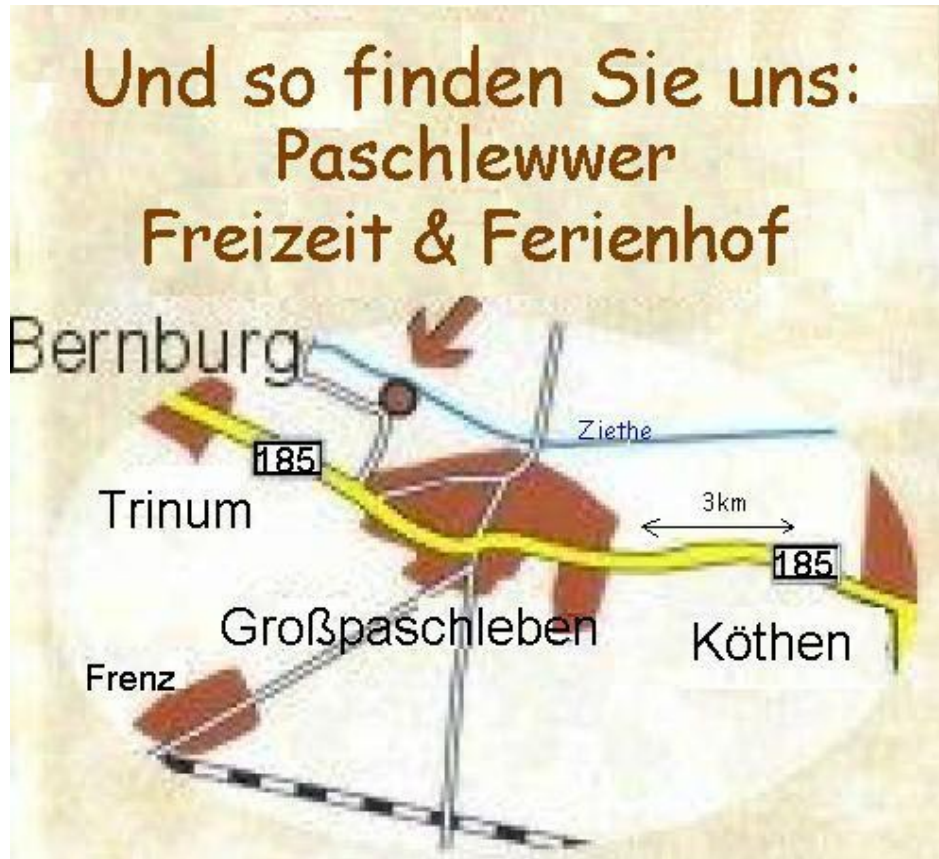 Und so finden Sie uns:
Paschlewwer
Freizeit & Ferienhof
Bernburg
Ziethe
185
Trinum
3km
185
Großpaschleben
Köthen
Frenz